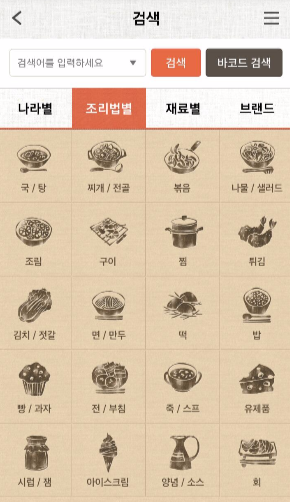 검색
검색어를 입력하세요 검색 바코드 검색
나라별 조리법별 재료별 브랜드
국 / 탕 찌개 / 전골 볶음 나물 / 샐러드
조림 구이 찜 튀김
김치 / 젓갈 면 / 만두 떡 밥
빵 / 과자 전 / 부침 죽 / 스프 유제품
시럽 / 잼 아이스크림 양념 / 소스 회